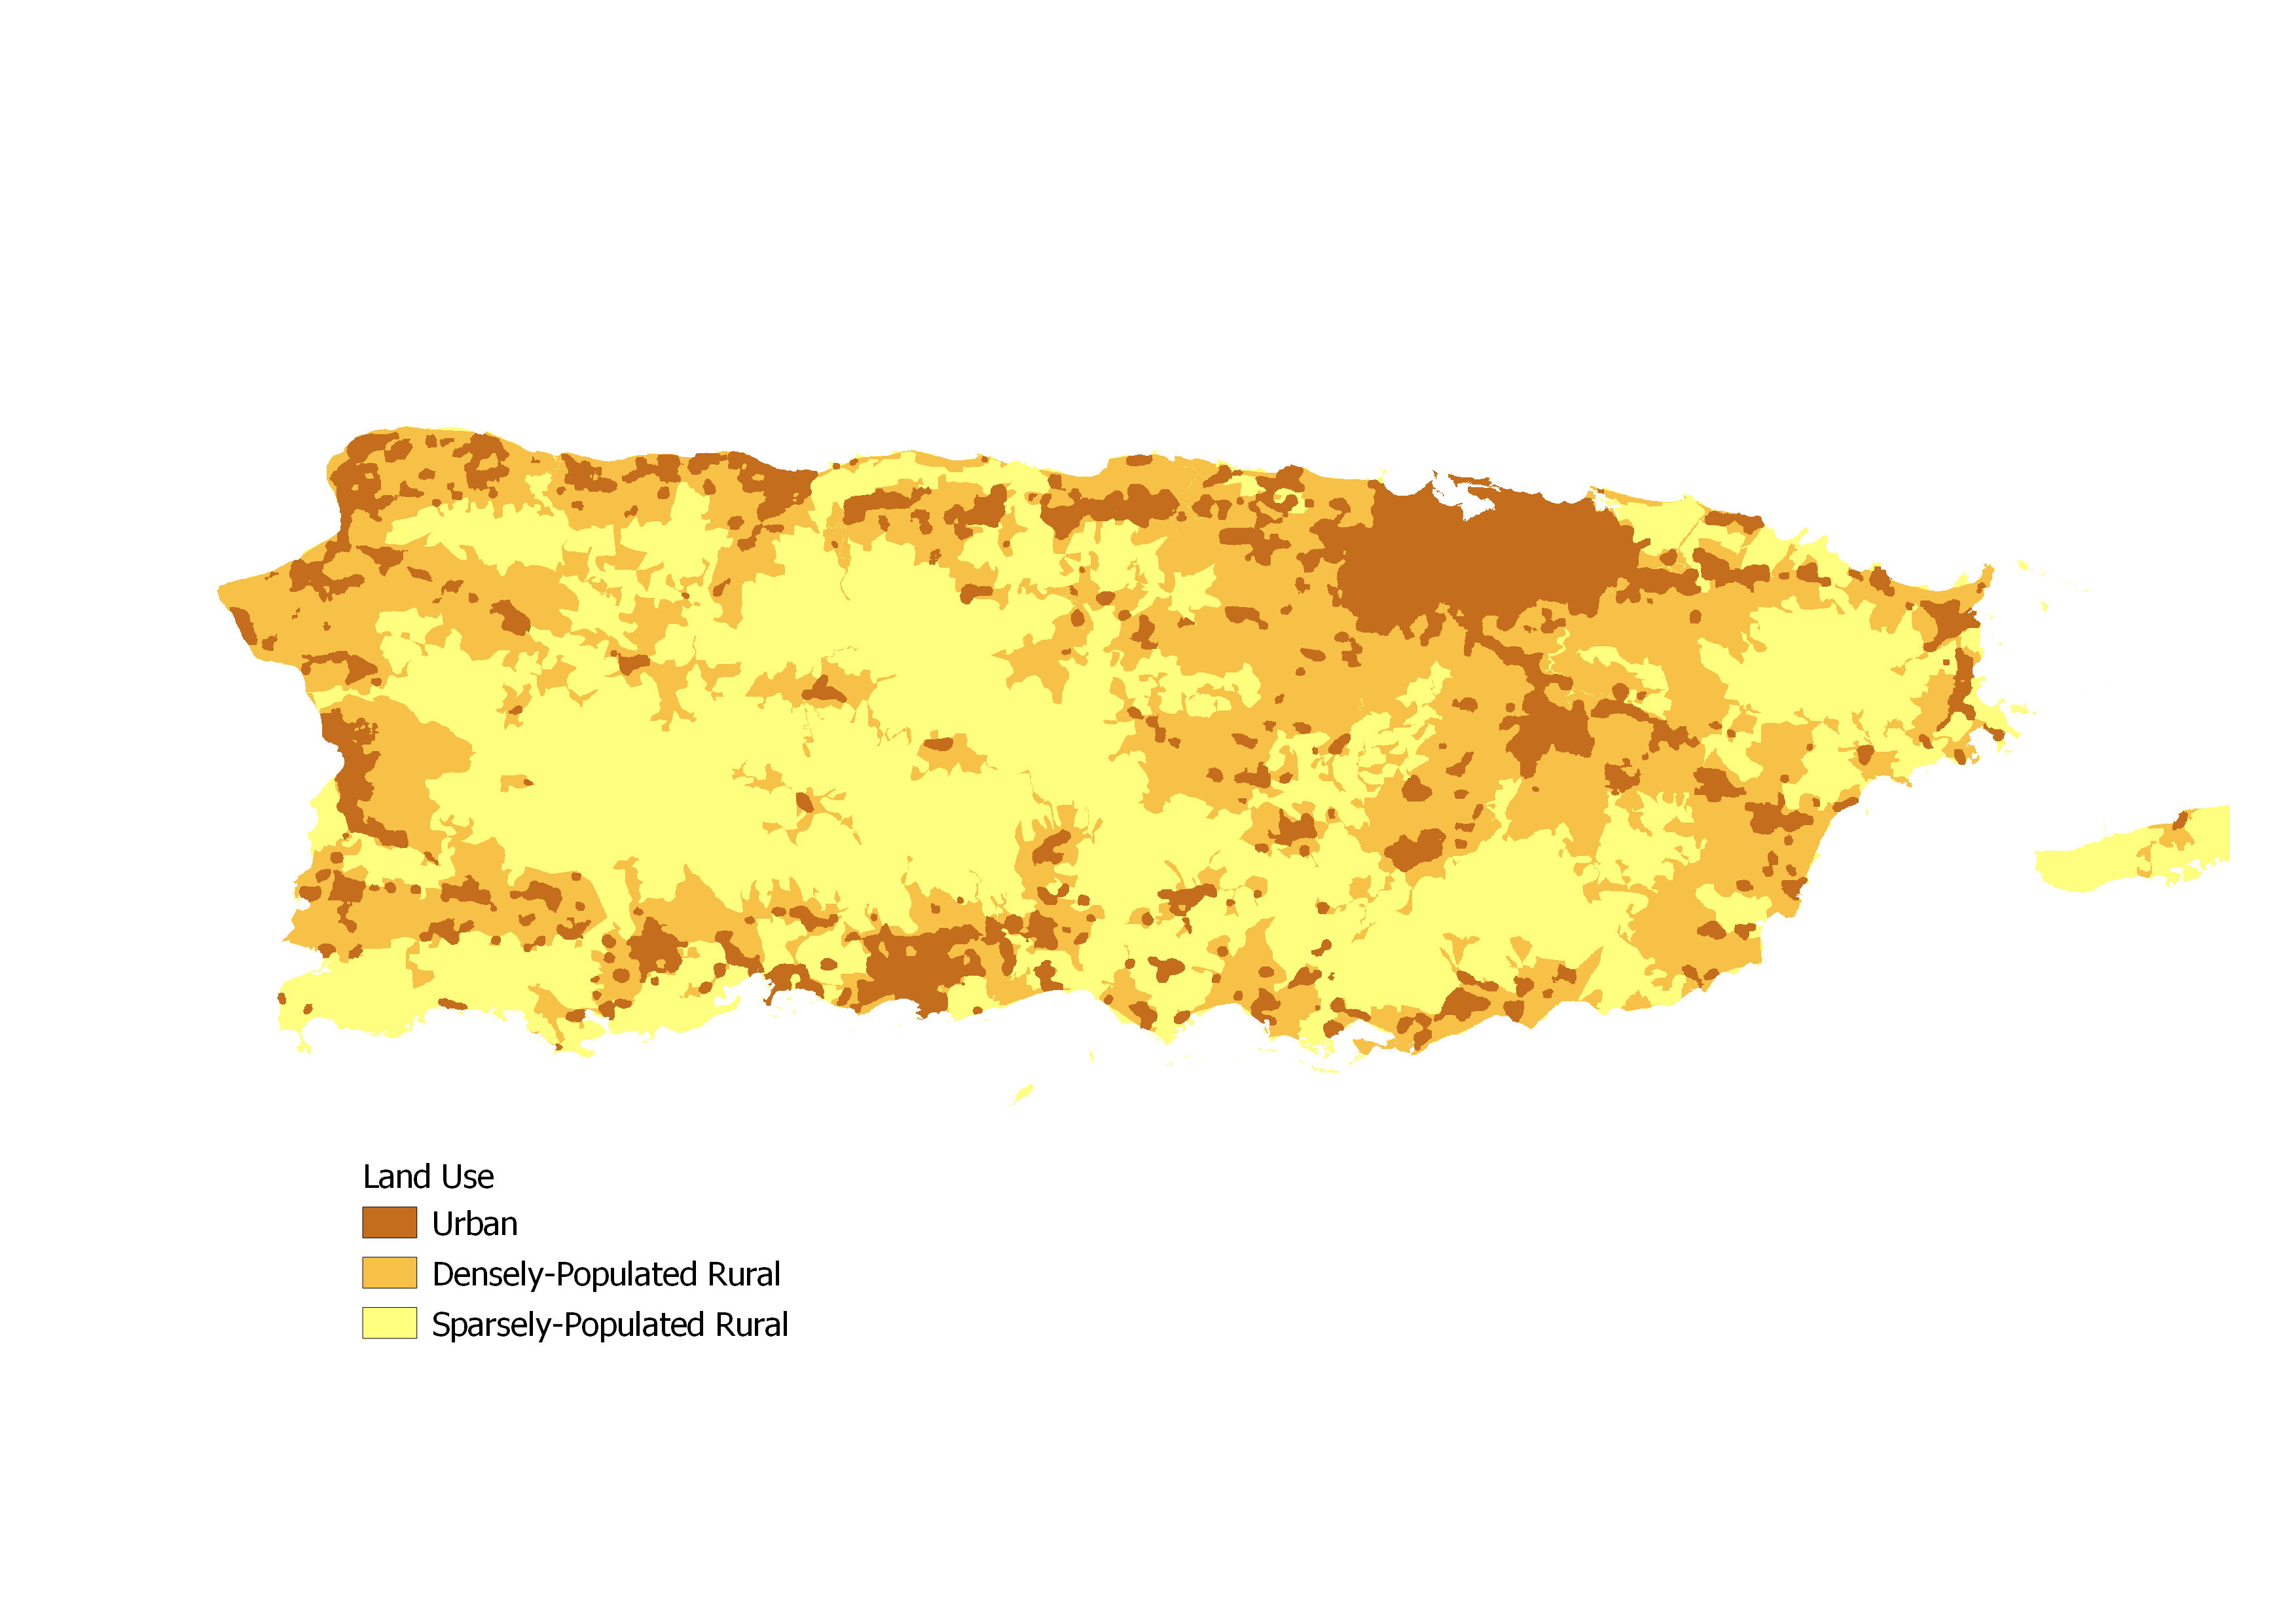 Land Use
Urban
Densely-Populated Rural
Sparsely-Populated Rural